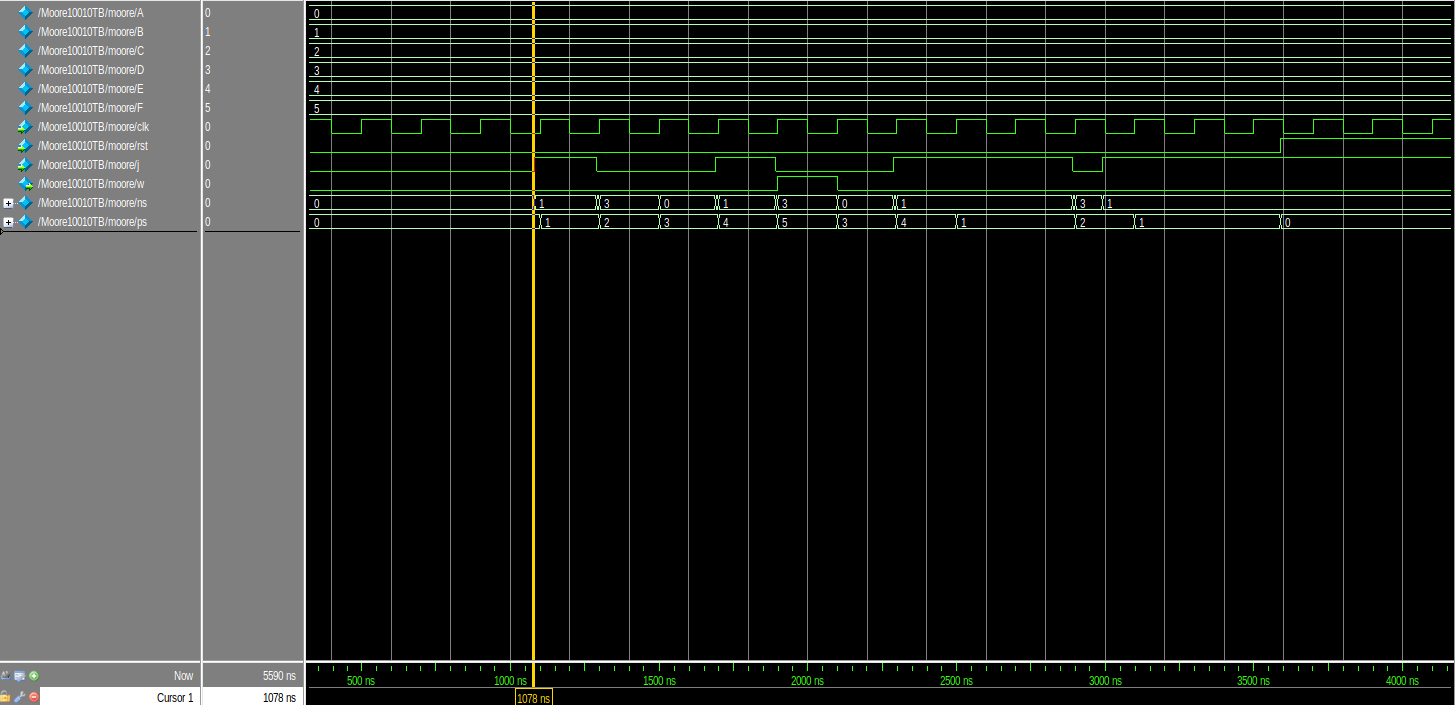 /Moore10010TB/moore/A 0 0
/Moore10010TB/moore/B 1 1
/Moore10010TB/moore/C 2 2
/Moore10010TB/moore/D 3 3
/Moore10010TB/moore/E 4 4
/Moore10010TB/moore/F 5 5
/Moore10010TB/moore/clk 0
/Moore10010TB/moore/rst 0
/Moore10010TB/moore/j 0
/Moore10010TB/moore/w 0
/Moore10010TB/moore/ns 0 0 1 3 0 1 3 0 1 3 1
/Moore10010TB/moore/ps 0 0 1 2 3 4 5 3 4 1 2 1 0
Now 5590 ns 500 ns 1000 ns 1500 ns 2000 ns 2500 ns 3000 ns 3500 ns 4000 ns
Cursor 1 1078 ns 1078 ns